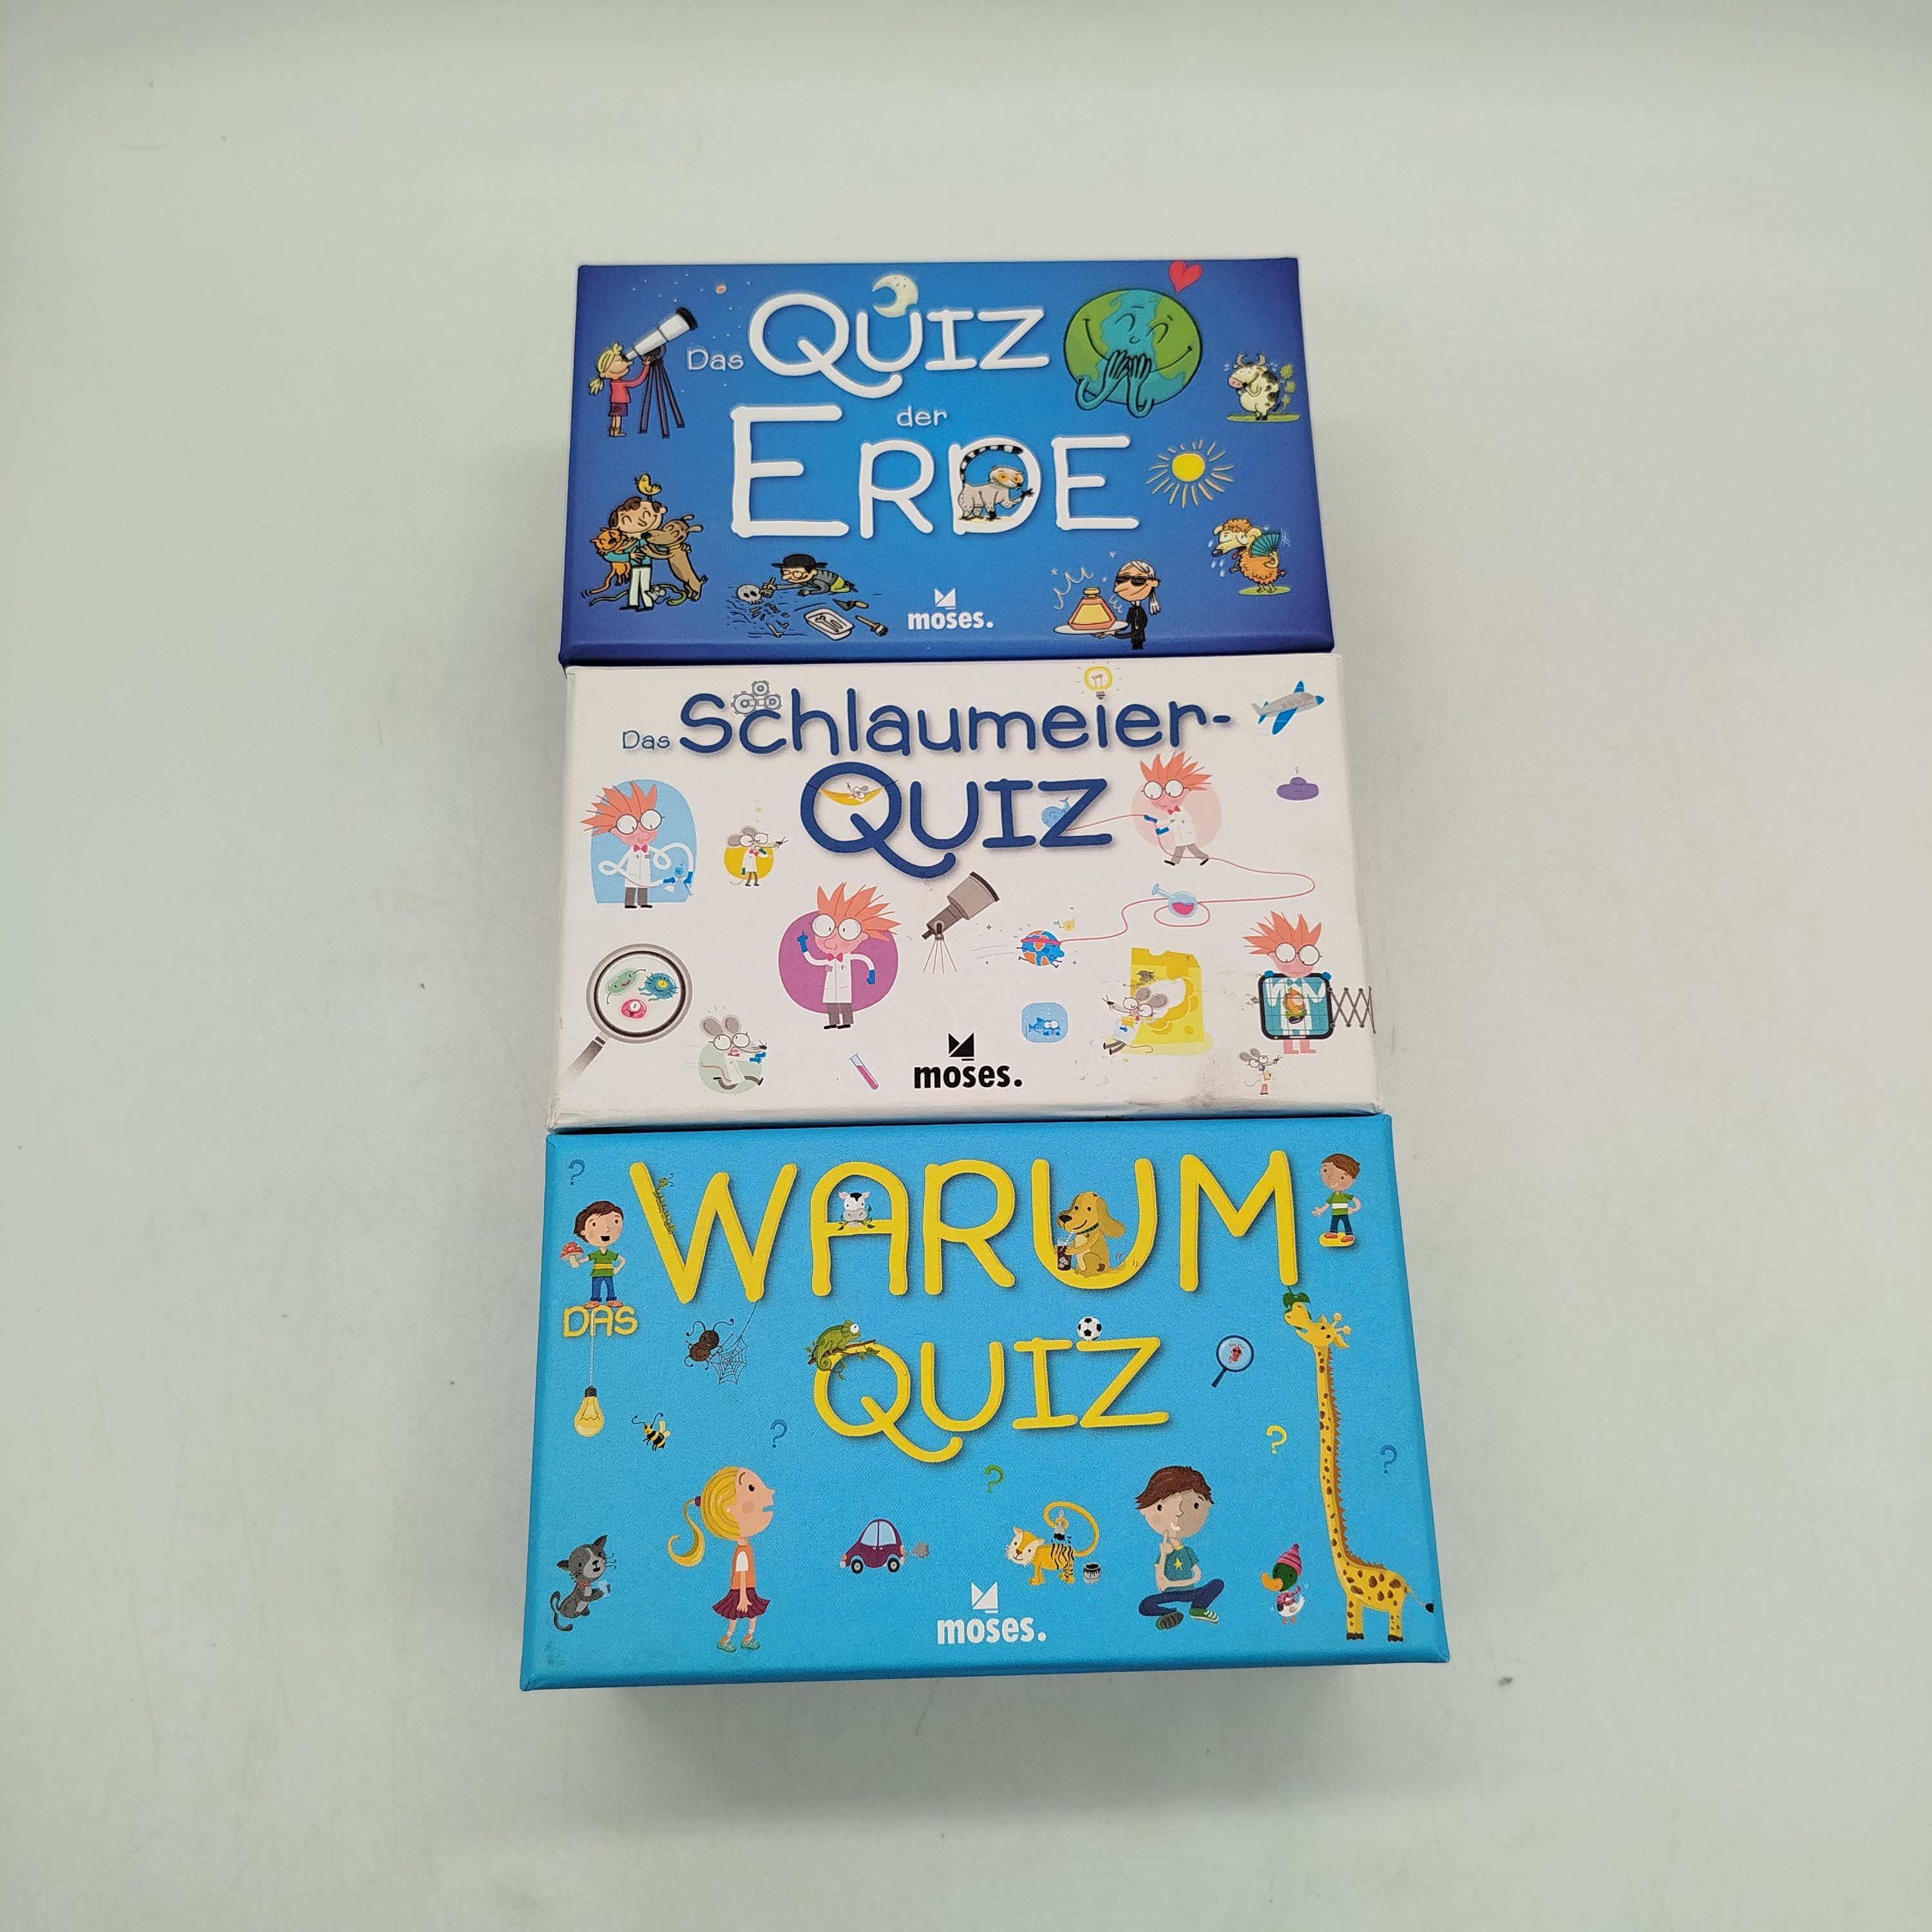 Das QUIZ
der
ERDE
moses.
Das Schlaumeier-
QUIZ
moses.
WARUM
DAS
QUIZ
?
?
?
?
?
moses.